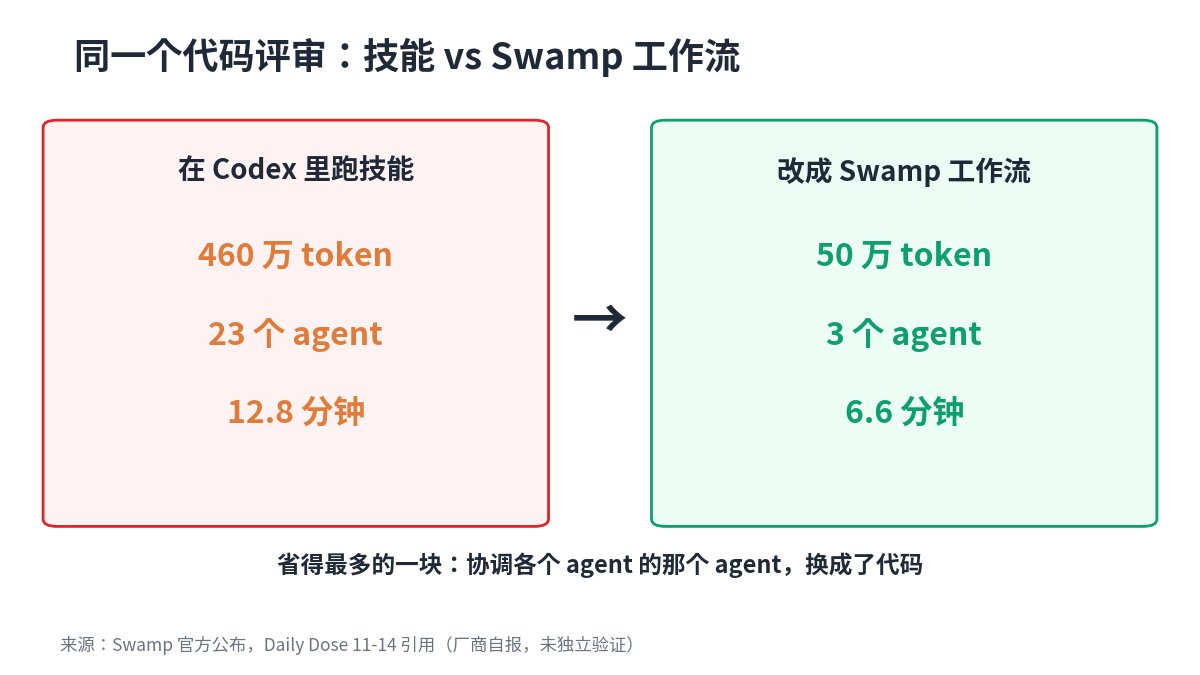 同一个代码评审：技能 vs Swamp 工作流
在 Codex 里跑技能
460 万 token
23 个 agent
12.8 分钟
→
改成 Swamp 工作流
50 万 token
3 个 agent
6.6 分钟
省得最多的一块：协调各个 agent 的那个 agent，换成了代码
来源：Swamp 官方公布，Daily Dose 11-14 引用（厂商自报，未独立验证）